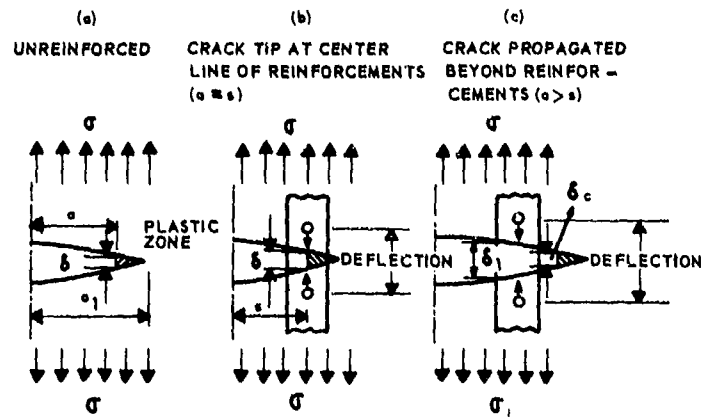 (a)
UNREINFORCED
(b)
CRACK TIP AT CENTER
LINE OF REINFORCEMENTS
(a ≈ s)
(c)
CRACK PROPAGATED
BEYOND REINFOR-
CEMENTS (a > s)
σ
σ
σ
a
PLASTIC
ZONE
δ
a₁
δ
DEFLECTION
s
δc
δ₁
DEFLECTION
σ
σ
σ₁